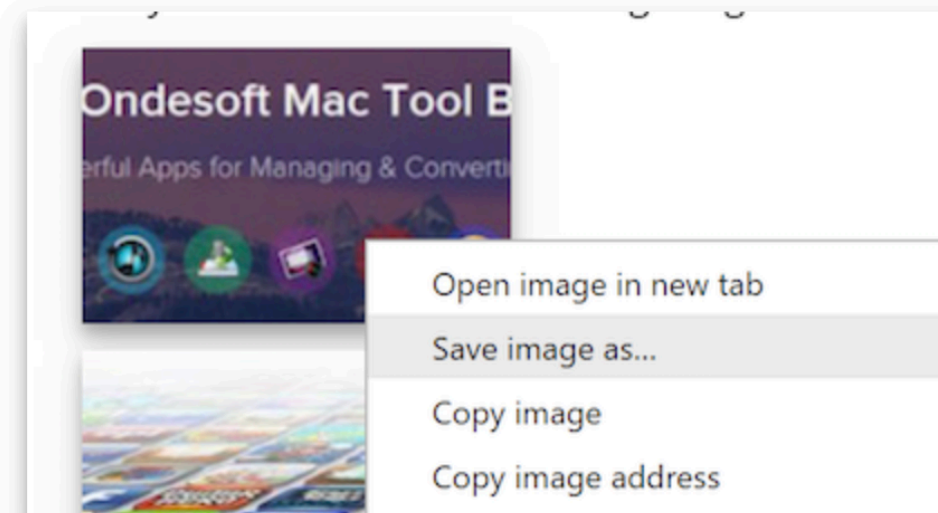 Ondesoft Mac Tool B
erful Apps for Managing & Converti
Open image in new tab
Save image as...
Copy image
Copy image address